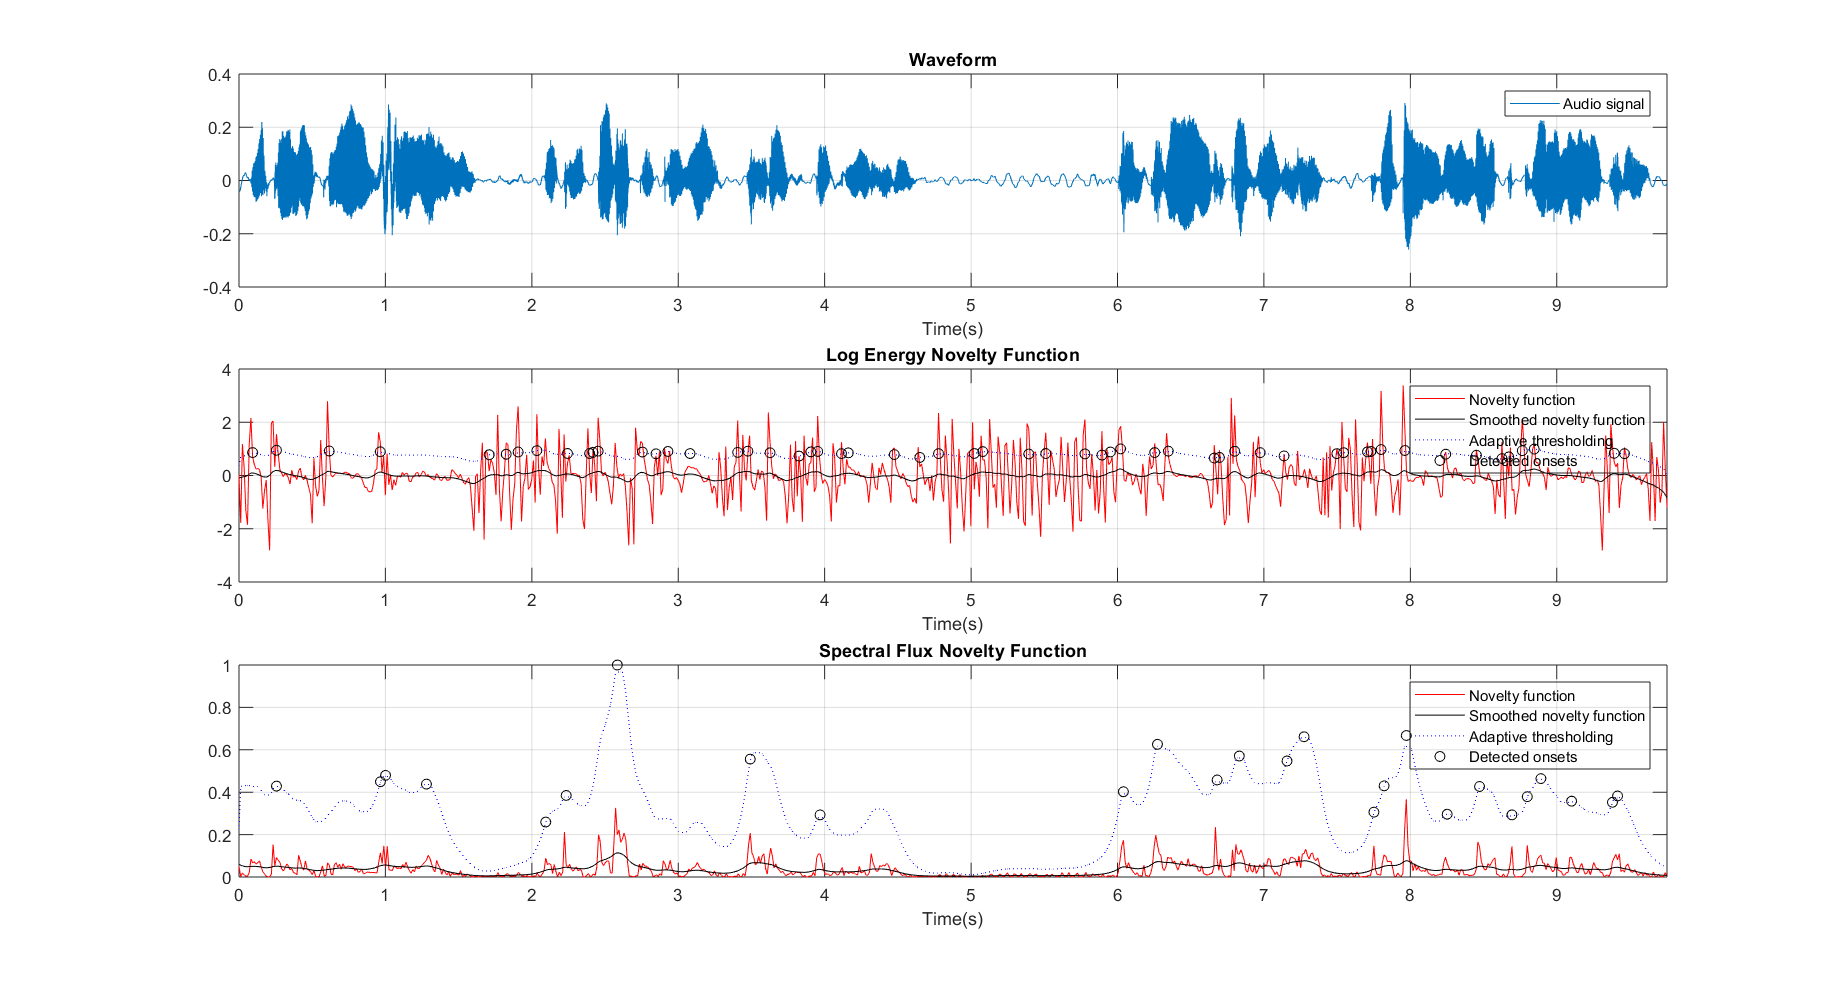 Waveform
0.4
0.2
0
-0.2
-0.4
Audio signal
0 1 2 3 4 5 6 7 8 9
Time(s)
Log Energy Novelty Function
4
2
0
-2
-4
Novelty function
Smoothed novelty function
Adaptive thresholding
Detected onsets
0 1 2 3 4 5 6 7 8 9
Time(s)
Spectral Flux Novelty Function
1
0.8
0.6
0.4
0.2
0
Novelty function
Smoothed novelty function
Adaptive thresholding
Detected onsets
0 1 2 3 4 5 6 7 8 9
Time(s)